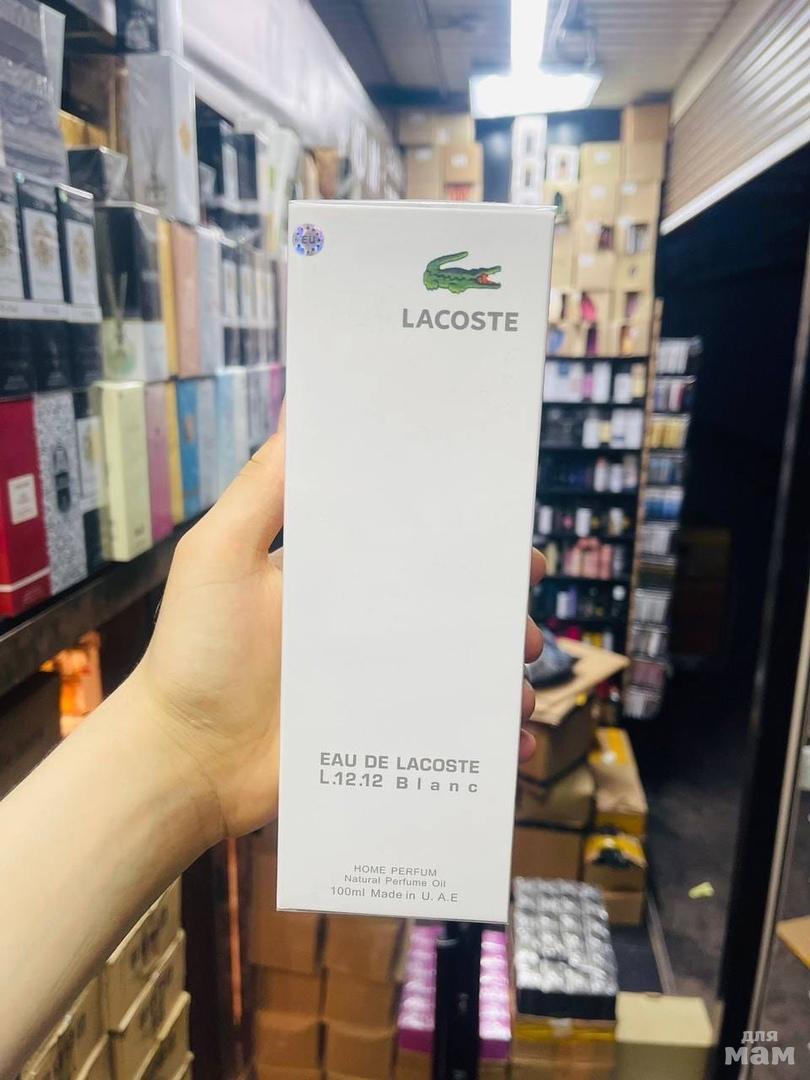 EU
LACOSTE
EAU DE LACOSTE
L.12.12 Blanc
HOME PERFUM
Natural Perfume Oil
100ml Made in U.A.E
для
мам